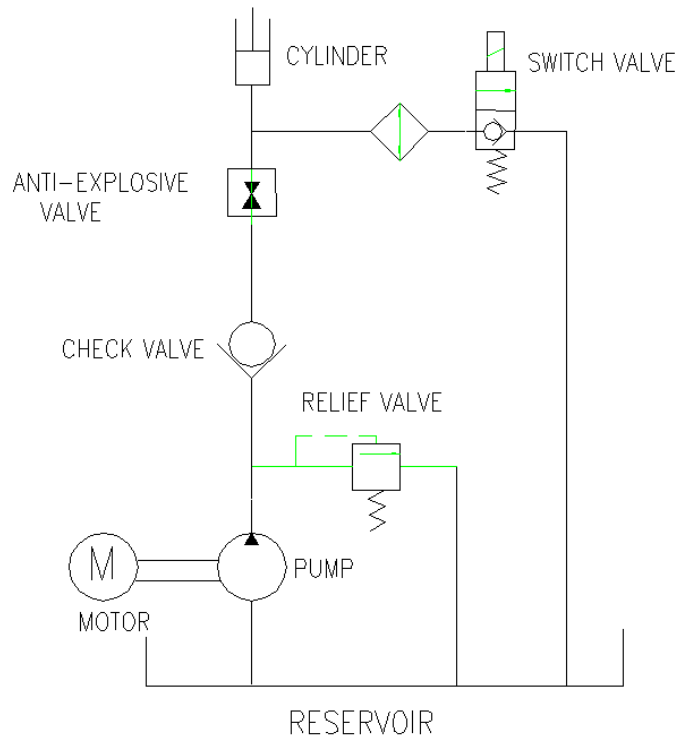 CYLINDER
SWITCH VALVE
ANTI-EXPLOSIVE
VALVE
CHECK VALVE
RELIEF VALVE
M
PUMP
MOTOR
RESERVOIR